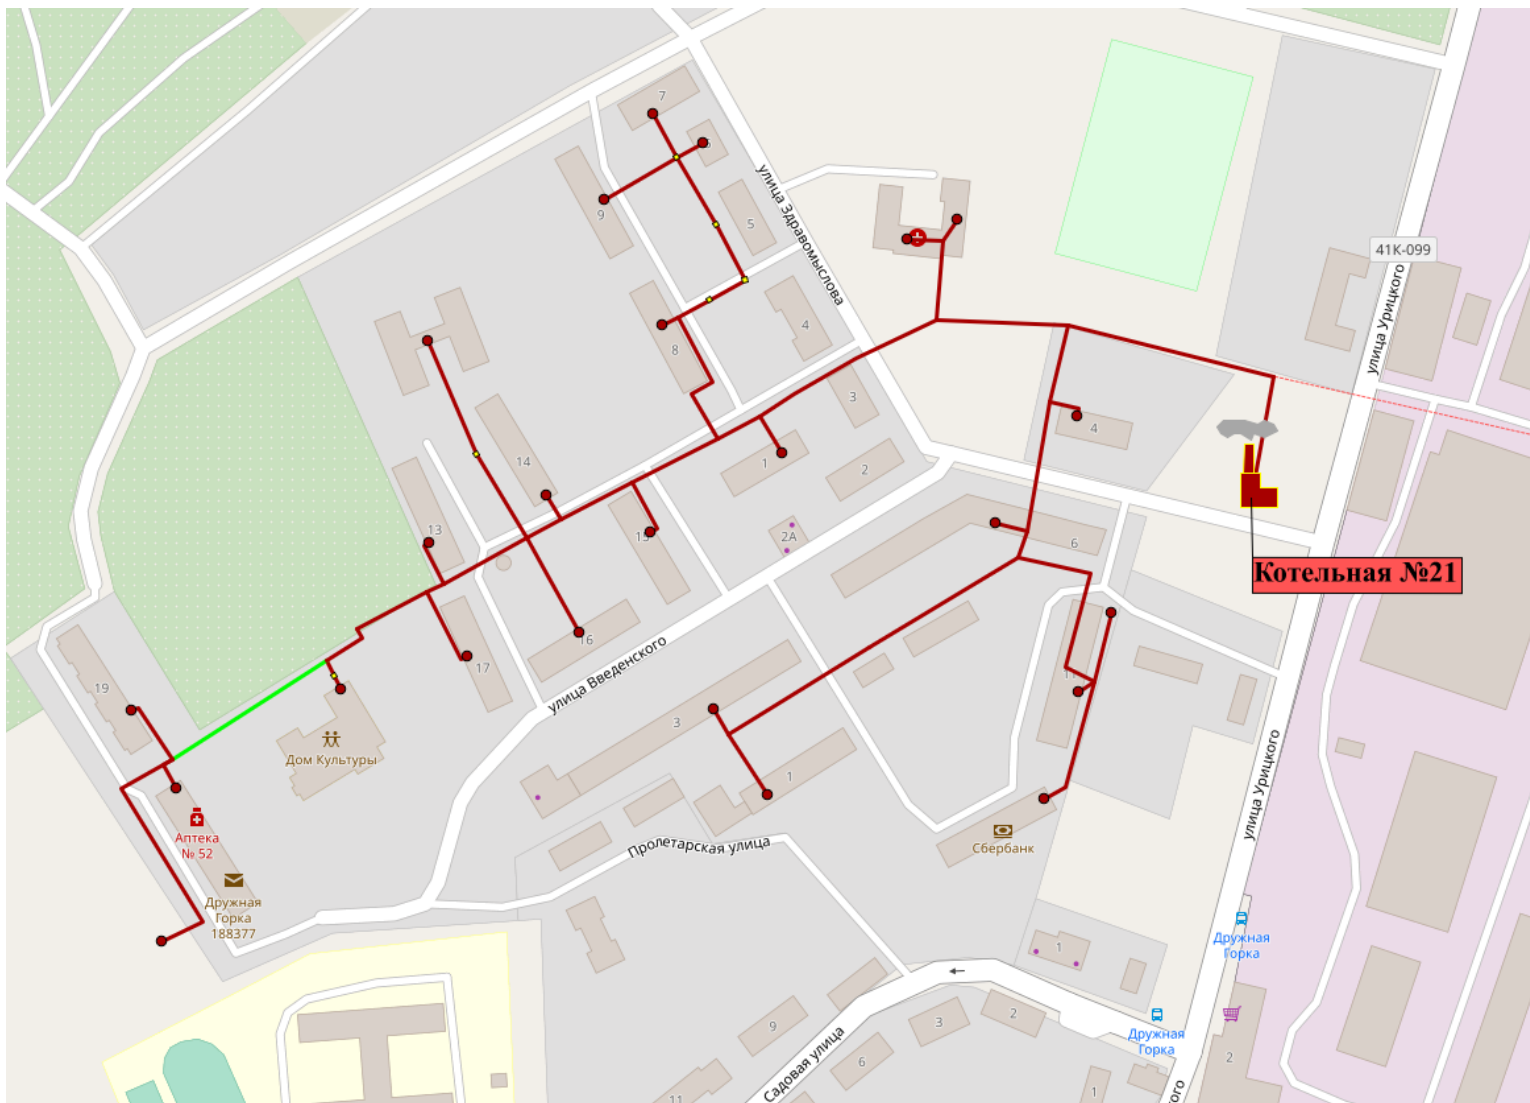 7
9
5
улица Здравомыслова
41К-099
улица Урицкого
4
8
3
4
14
1
2
13
15
2А
6
Котельная №21
16
17
улица Введенского
11
19
3
Дом Культуры
1
улица Урицкого
Аптека
№ 52
Пролетарская улица
Сбербанк
Дружная
Горка
188377
Дружная
Горка
1
9
3
2
Дружная
Горка
6
2
Садовая улица
11
1